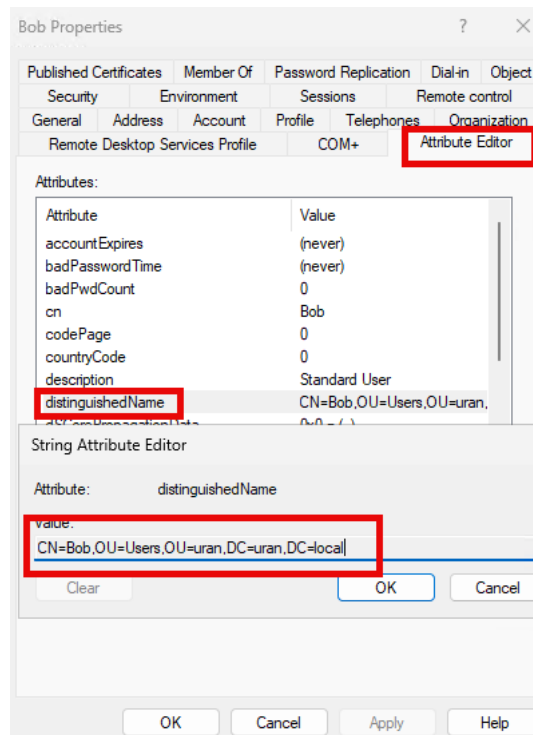 Bob Properties ?
Published Certificates Member Of Password Replication Dial-in Object
Security Environment Sessions Remote control
General Address Account Profile Telephones Organization
Remote Desktop Services Profile COM+ Attribute Editor
Attributes:
Attribute Value
accountExpires (never)
badPasswordTime (never)
badPwdCount 0
cn Bob
codePage 0
countryCode 0
description Standard User
distinguishedName CN=Bob,OU=Users,OU=uran,
dSCorePropagationData 0x0 = ( )
String Attribute Editor
Attribute: distinguishedName
Value:
CN=Bob,OU=Users,OU=uran,DC=uran,DC=local
Clear OK Cancel
OK Cancel Apply Help